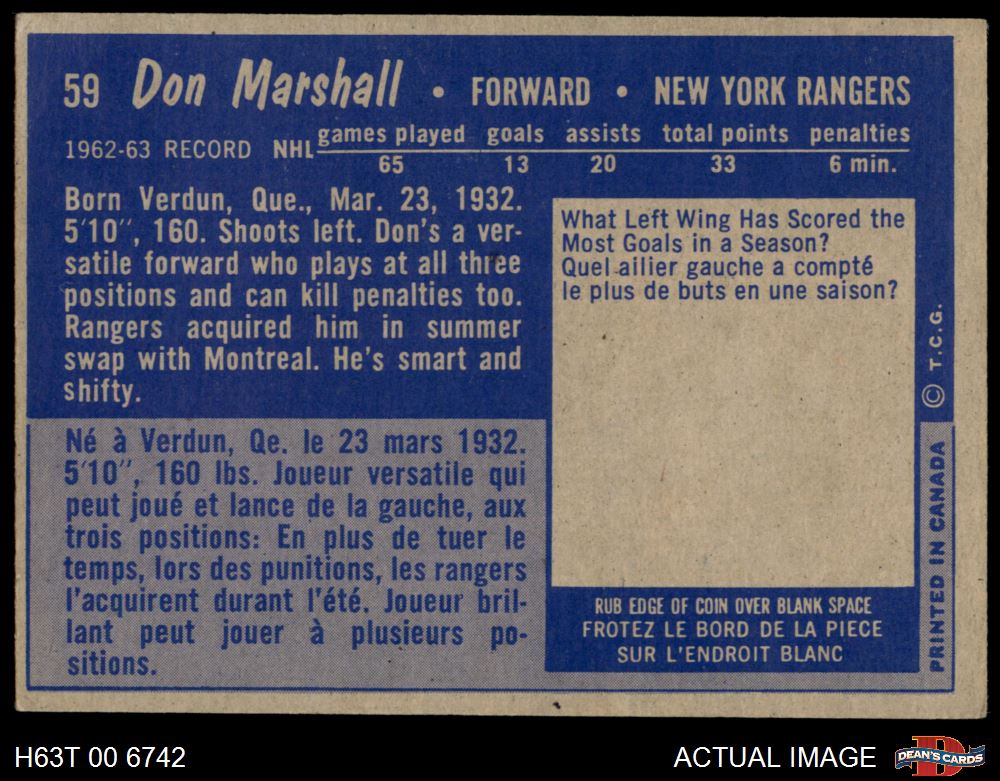 59 Don Marshall • FORWARD • NEW YORK RANGERS
games played goals assists total points penalties
1962-63 RECORD NHL
65 13 20 33 6 min.
Born Verdun, Que., Mar. 23, 1932.
5'10", 160. Shoots left. Don's a ver-
satile forward who plays at all three
positions and can kill penalties too.
Rangers acquired him in summer
swap with Montreal. He's smart and
shifty.
Né à Verdun, Qe. le 23 mars 1932.
5'10", 160 lbs. Joueur versatile qui
peut joué et lance de la gauche, aux
trois positions: En plus de tuer le
temps, lors des punitions, les rangers
l'acquirent durant l'été. Joueur bril-
lant peut jouer à plusieurs po-
sitions.
What Left Wing Has Scored the
Most Goals in a Season?
Quel ailier gauche a compté
le plus de buts en une saison?
RUB EDGE OF COIN OVER BLANK SPACE
FROTEZ LE BORD DE LA PIECE
SUR L'ENDROIT BLANC
© T.C.G.
PRINTED IN CANADA
H63T 00 6742
ACTUAL IMAGE
D
DEAN'S CARDS